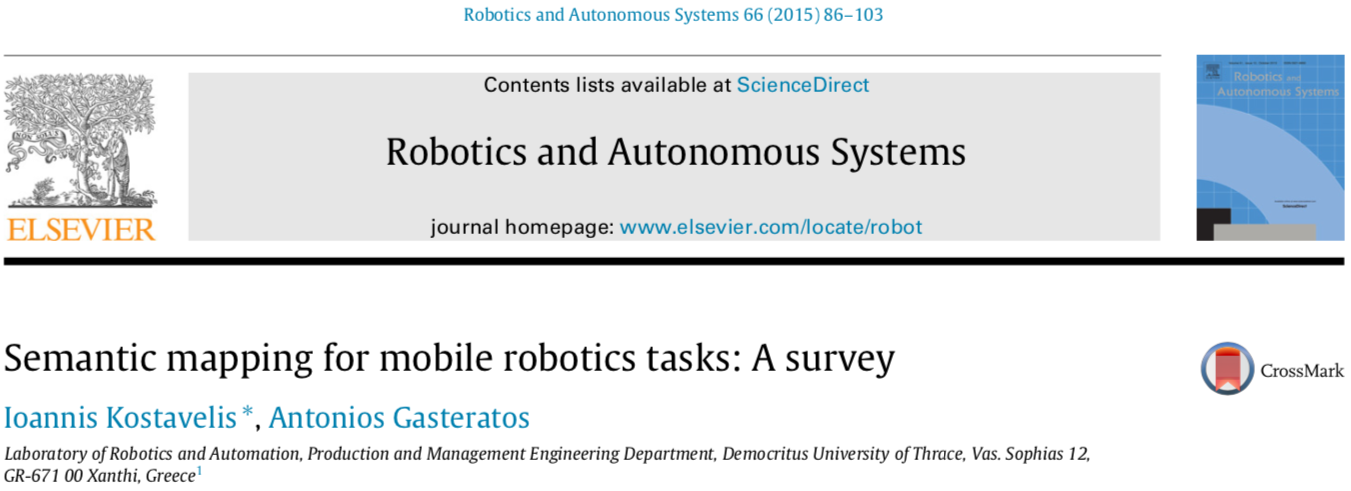 Robotics and Autonomous Systems 66 (2015) 86–103
Contents lists available at ScienceDirect
Robotics and Autonomous Systems
journal homepage: www.elsevier.com/locate/robot
ELSEVIER
Robotics and
Autonomous Systems
Semantic mapping for mobile robotics tasks: A survey
CrossMark
Ioannis Kostavelis *, Antonios Gasteratos
Laboratory of Robotics and Automation, Production and Management Engineering Department, Democritus University of Thrace, Vas. Sophias 12,
GR-671 00 Xanthi, Greece1